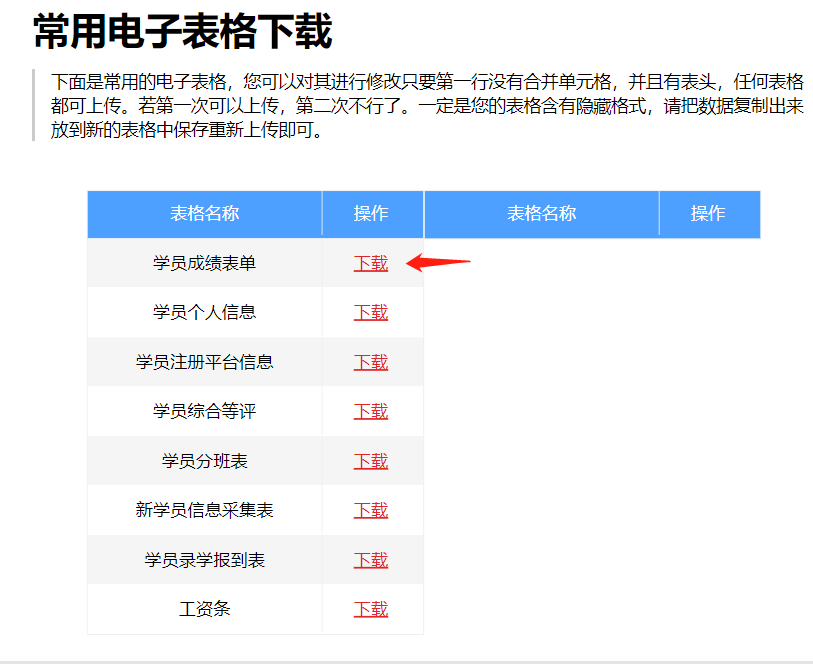 常用电子表格下载
下面是常用的电子表格，您可以对其进行修改只要第一行没有合并单元格，并且有表头，任何表格
都可上传。若第一次可以上传，第二次不行了。一定是您的表格含有隐藏格式，请把数据复制出来
放到新的表格中保存重新上传即可。
表格名称 操作 表格名称 操作
学员成绩表单 下载
学员个人信息 下载
学员注册平台信息 下载
学员综合等评 下载
学员分班表 下载
新学员信息采集表 下载
学员录学报到表 下载
工资条 下载